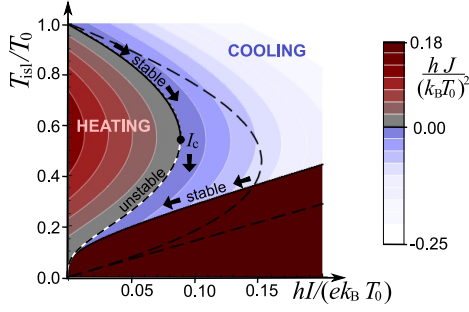 T_isl/T_0
1.0
0.8
0.6
0.4
0.2
0.0
COOLING
HEATING
stable
I_c
unstable
stable
0.05
0.10
0.15
hI/(ek_B T_0)
0.18
0.00
-0.25
h J
(k_B T_0)^2